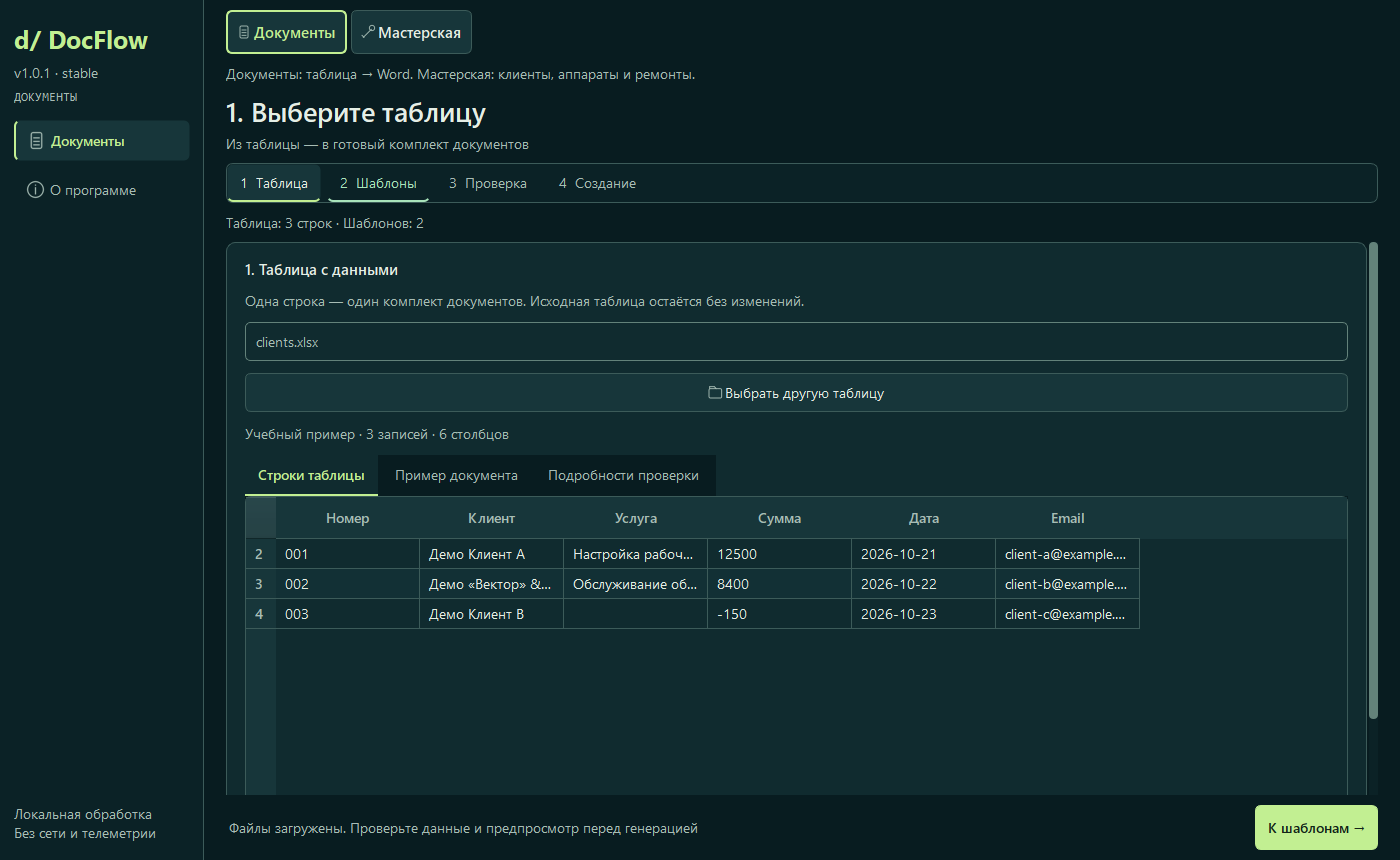 d/ DocFlow
v1.0.1 · stable
ДОКУМЕНТЫ
Документы
О программе
Локальная обработка
Без сети и телеметрии
Документы Мастерская
Документы: таблица → Word. Мастерская: клиенты, аппараты и ремонты.
1. Выберите таблицу
Из таблицы — в готовый комплект документов
1 Таблица 2 Шаблоны 3 Проверка 4 Создание
Таблица: 3 строк · Шаблонов: 2
1. Таблица с данными
Одна строка — один комплект документов. Исходная таблица остаётся без изменений.
clients.xlsx
Выбрать другую таблицу
Учебный пример · 3 записей · 6 столбцов
Строки таблицы Пример документа Подробности проверки
Номер Клиент Услуга Сумма Дата Email
2 001 Демо Клиент А Настройка рабоч... 12500 2026-10-21 client-a@example....
3 002 Демо «Вектор» &... Обслуживание об... 8400 2026-10-22 client-b@example....
4 003 Демо Клиент В -150 2026-10-23 client-c@example....
Файлы загружены. Проверьте данные и предпросмотр перед генерацией
К шаблонам →